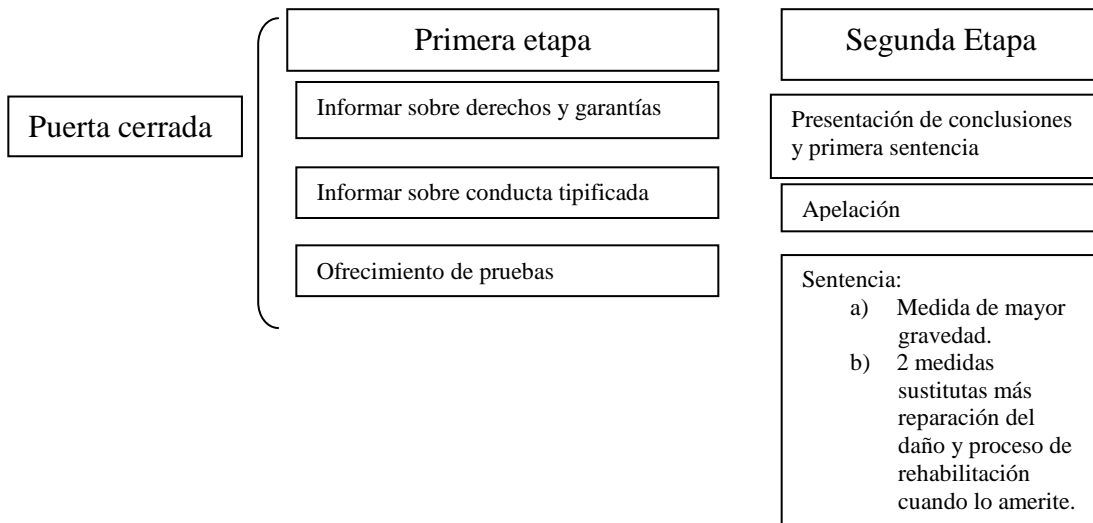 Puerta cerrada
Primera etapa
Informar sobre derechos y garantías
Informar sobre conducta tipificada
Ofrecimiento de pruebas
Segunda Etapa
Presentación de conclusiones
y primera sentencia
Apelación
Sentencia:
a) Medida de mayor
gravedad.
b) 2 medidas
sustitutas más
reparación del
daño y proceso de
rehabilitación
cuando lo amerite.